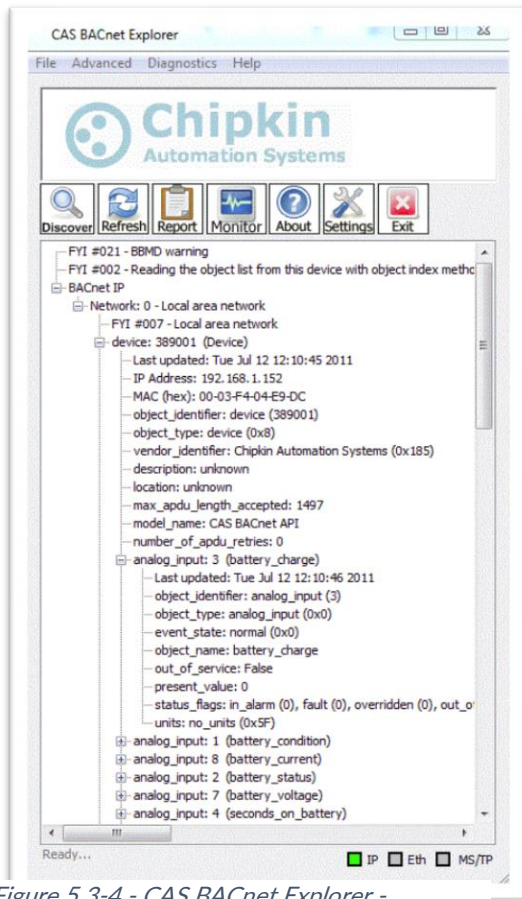 CAS BACnet Explorer
File Advanced Diagnostics Help
Chipkin
Automation Systems
Discover Refresh Report Monitor About Settings Exit
FYI #021 - BBMD warning
FYI #002 - Reading the object list from this device with object index methc
BACnet IP
Network: 0 - Local area network
FYI #007 - Local area network
device: 389001 (Device)
Last updated: Tue Jul 12 12:10:45 2011
IP Address: 192.168.1.152
MAC (hex): 00-03-F4-04-E9-DC
object_identifier: device (389001)
object_type: device (0x8)
vendor_identifier: Chipkin Automation Systems (0x185)
description: unknown
location: unknown
max_apdu_length_accepted: 1497
model_name: CAS BACnet API
number_of_apdu_retries: 0
analog_input: 3 (battery_charge)
Last updated: Tue Jul 12 12:10:46 2011
object_identifier: analog_input (3)
object_type: analog_input (0x0)
event_state: normal (0x0)
object_name: battery_charge
out_of_service: False
present_value: 0
status_flags: in_alarm (0), fault (0), overridden (0), out_o
units: no_units (0x5F)
analog_input: 1 (battery_condition)
analog_input: 8 (battery_current)
analog_input: 2 (battery_status)
analog_input: 7 (battery_voltage)
analog_input: 4 (seconds_on_battery)
Ready... IP Eth MS/TP
Figure 5.3-4 - CAS BACnet Explorer -